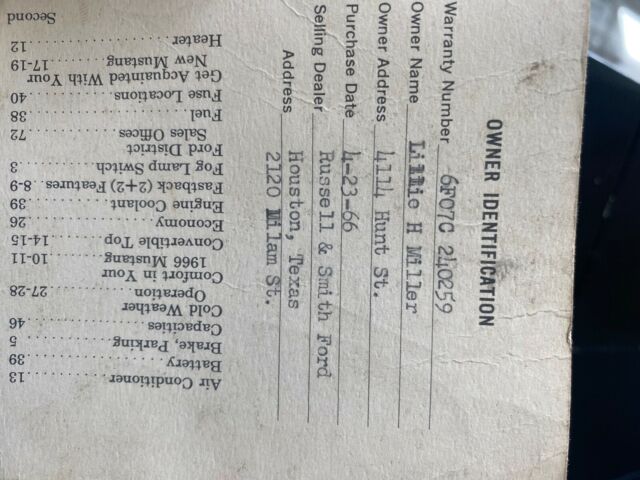 OWNER IDENTIFICATION
Warranty Number 6F07C 240259
Owner Name Lillie H Miller
Owner Address 4114 Hunt St.
Purchase Date 4-23-66
Selling Dealer Russell & Smith Ford
Address Houston, Texas
2120 Milam St.
Air Conditioner 13
Battery 39
Brake, Parking 5
Capacities 46
Cold Weather
Operation 27-28
Comfort in Your
1966 Mustang 10-11
Convertible Top 14-15
Economy 26
Engine Coolant 39
Fastback (2+2) Features 8-9
Fog Lamp Switch 3
Ford District
Sales Offices 72
Fuel 38
Fuse Locations 40
Get Acquainted With Your
New Mustang 17-19
Heater 12
Second